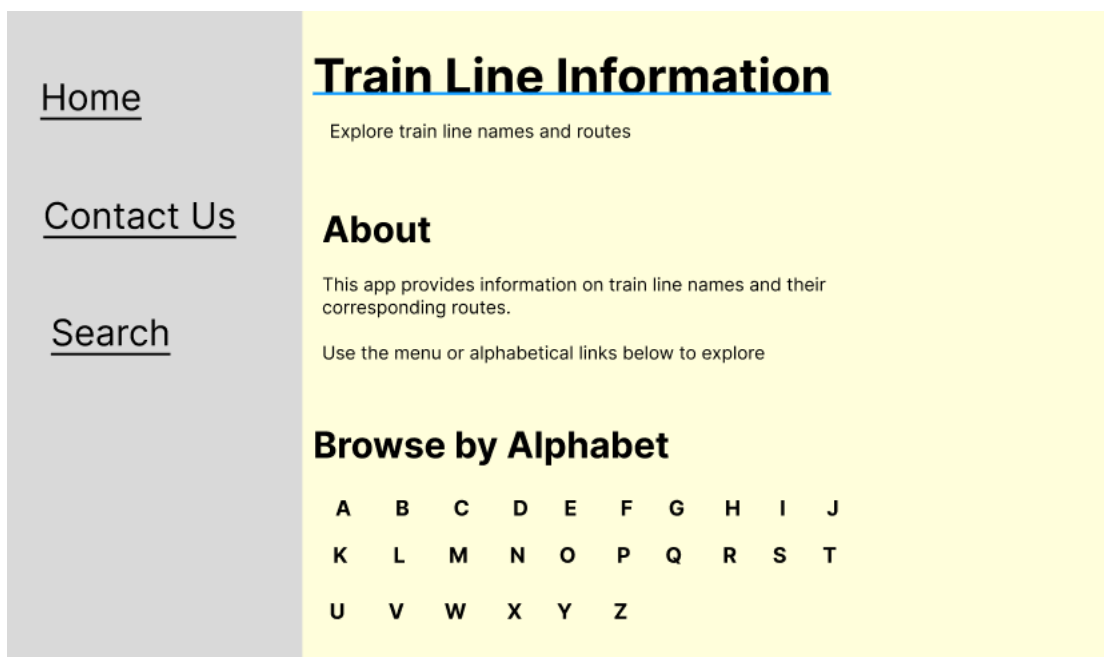 Home
Contact Us
Search
Train Line Information
Explore train line names and routes
About
This app provides information on train line names and their
corresponding routes.
Use the menu or alphabetical links below to explore
Browse by Alphabet
A B C D E F G H I J
K L M N O P Q R S T
U V W X Y Z